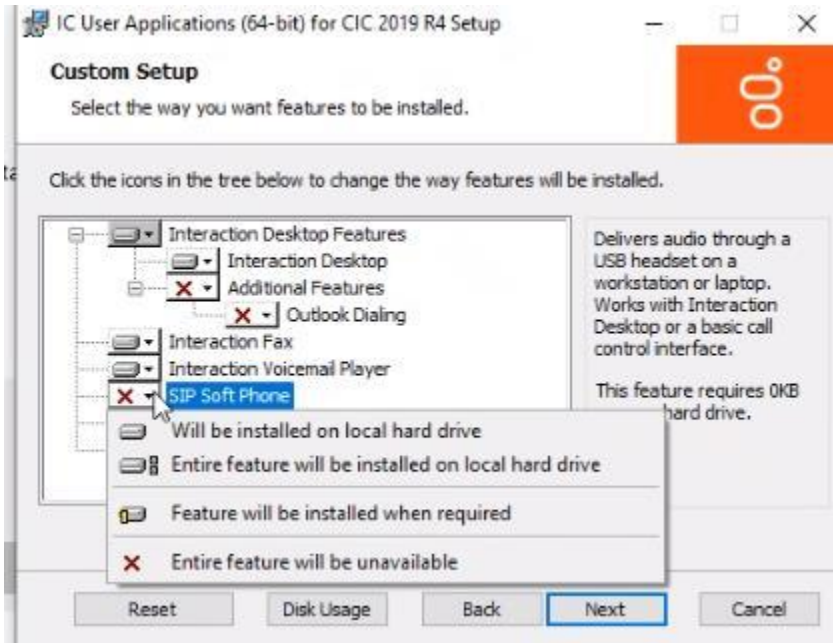 IC User Applications (64-bit) for CIC 2019 R4 Setup
Custom Setup
Select the way you want features to be installed.
Click the icons in the tree below to change the way features will be installed.
Interaction Desktop Features
Interaction Desktop
Additional Features
Outlook Dialing
Interaction Fax
Interaction Voicemail Player
SIP Soft Phone
Will be installed on local hard drive
Entire feature will be installed on local hard drive
Feature will be installed when required
Entire feature will be unavailable
Delivers audio through a
USB headset on a
workstation or laptop.
Works with Interaction
Desktop or a basic call
control interface.
This feature requires 0KB
hard drive.
Reset
Disk Usage
Back
Next
Cancel